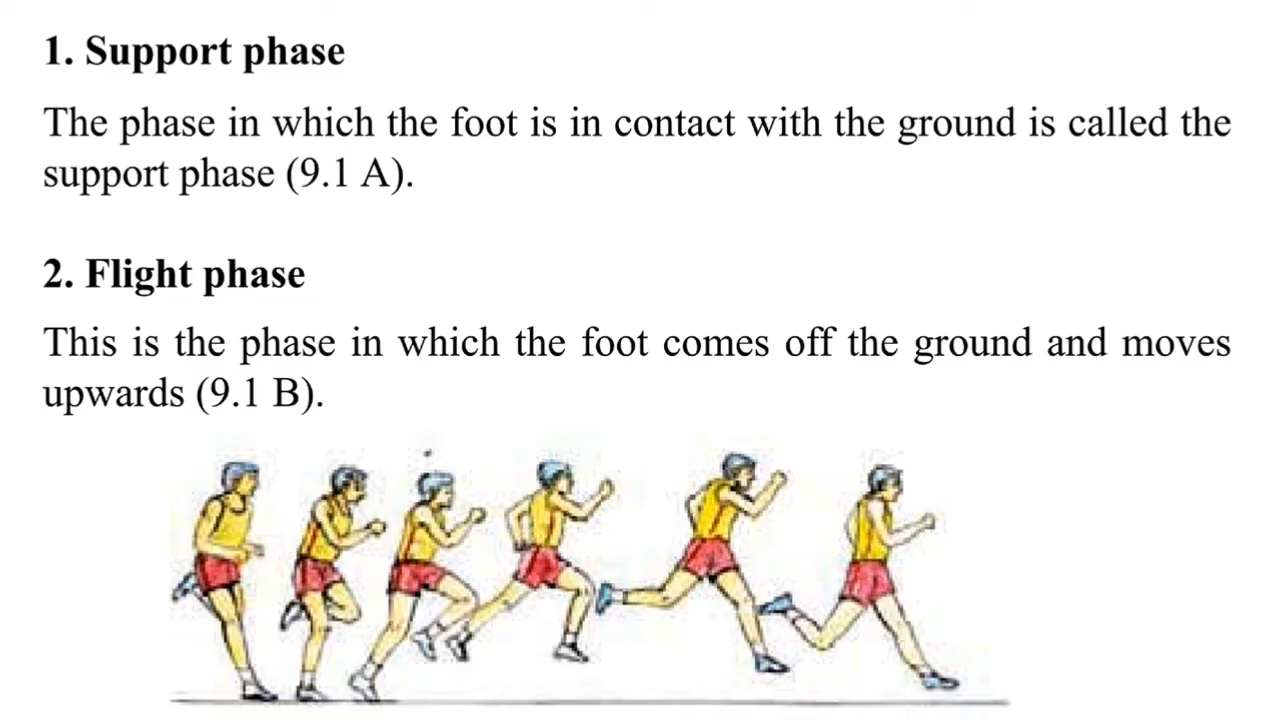 1. Support phase
The phase in which the foot is in contact with the ground is called the
support phase (9.1 A).
2. Flight phase
This is the phase in which the foot comes off the ground and moves
upwards (9.1 B).